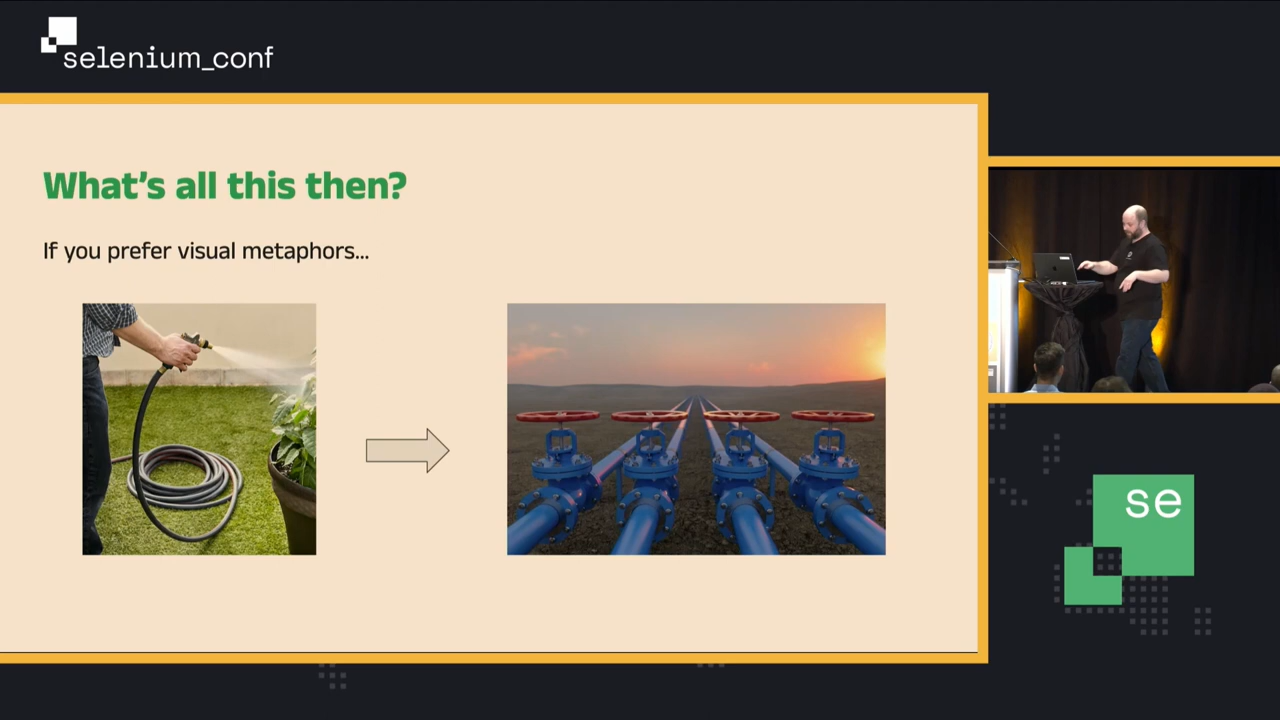 selenium_conf
What's all this then?
If you prefer visual metaphors...
se